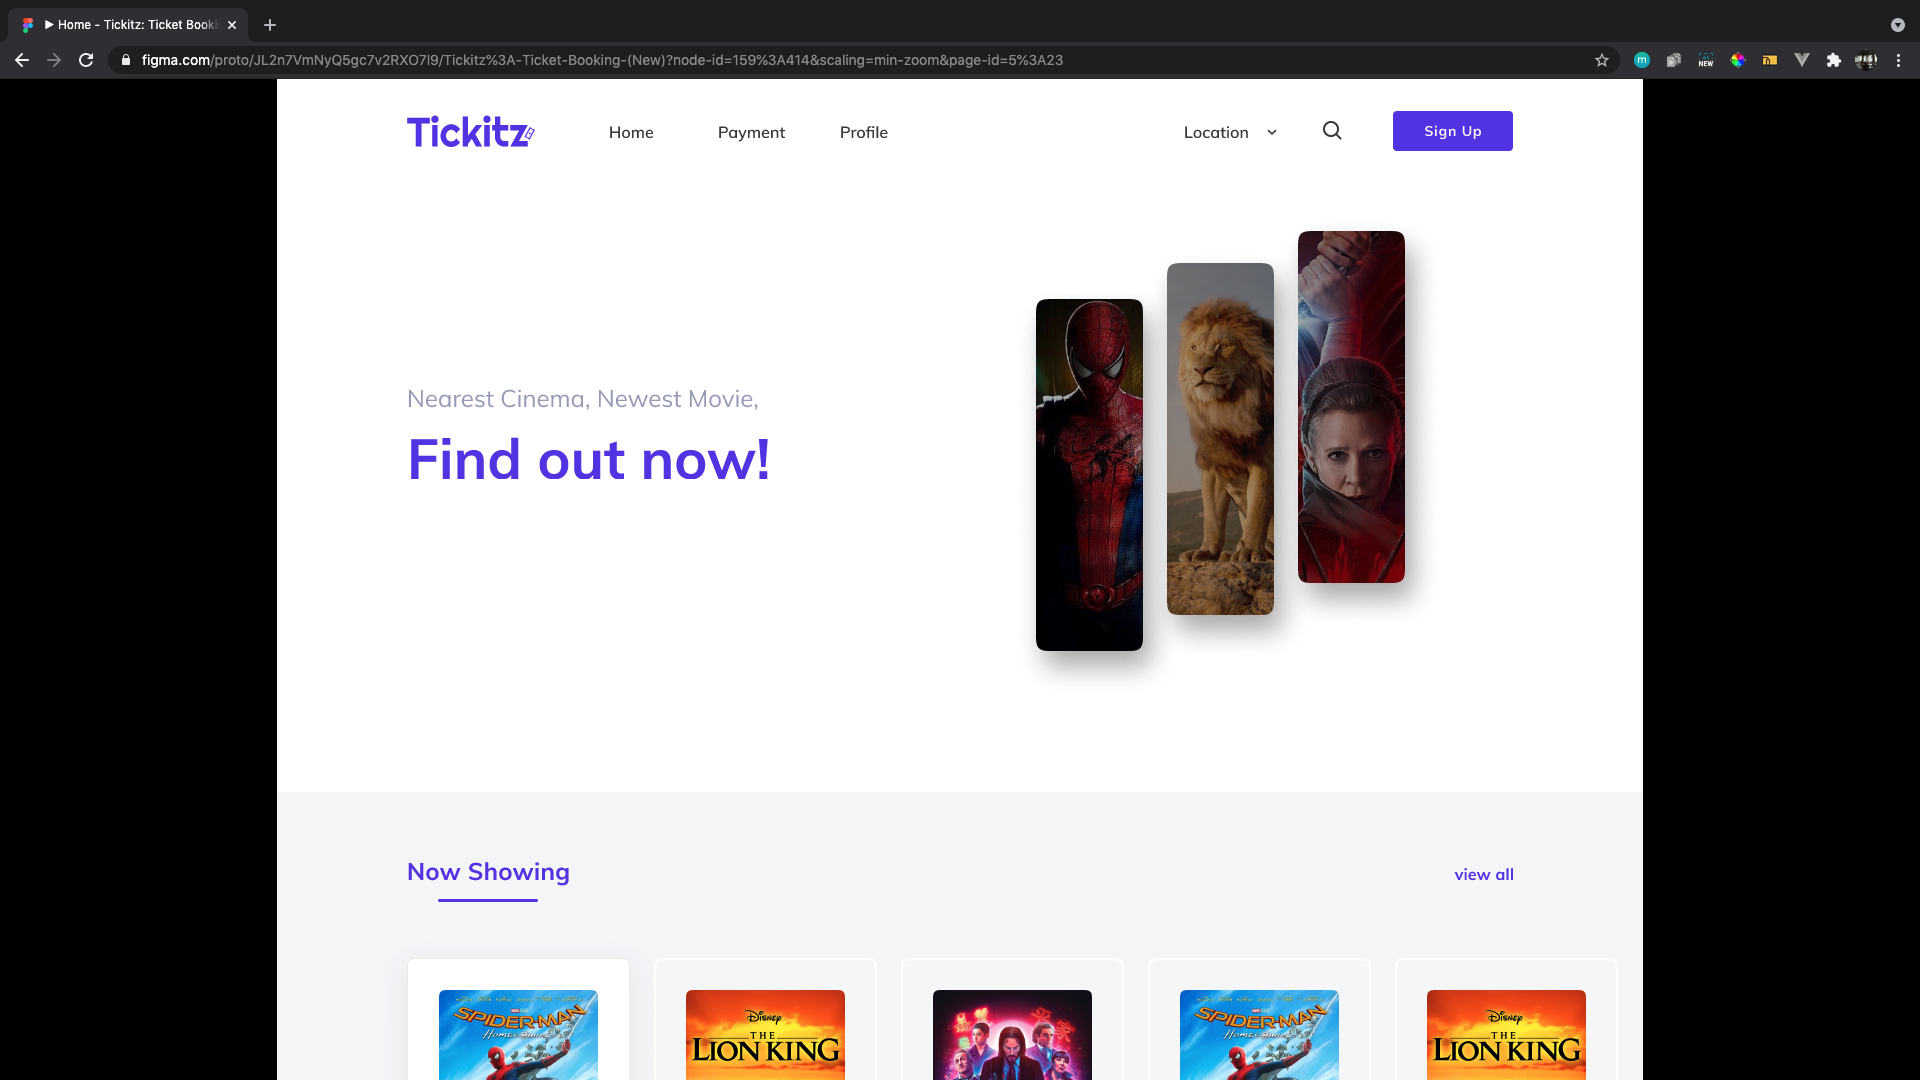 Home - Tickitz: Ticket Booki
figma.com/proto/JL2n7VmNyQ5gc7v2RXO7l9/Tickitz%3A-Ticket-Booking-(New)?node-id=159%3A414&scaling=min-zoom&page-id=5%3A23
m
NEW
Tickitz
Home
Payment
Profile
Location
Sign Up
Nearest Cinema, Newest Movie,
Find out now!
Now Showing
view all
SPIDER-MAN
HOMECOMING
Disney
THE
LION KING
SPIDER-MAN
HOMECOMING
Disney
THE
LION KING